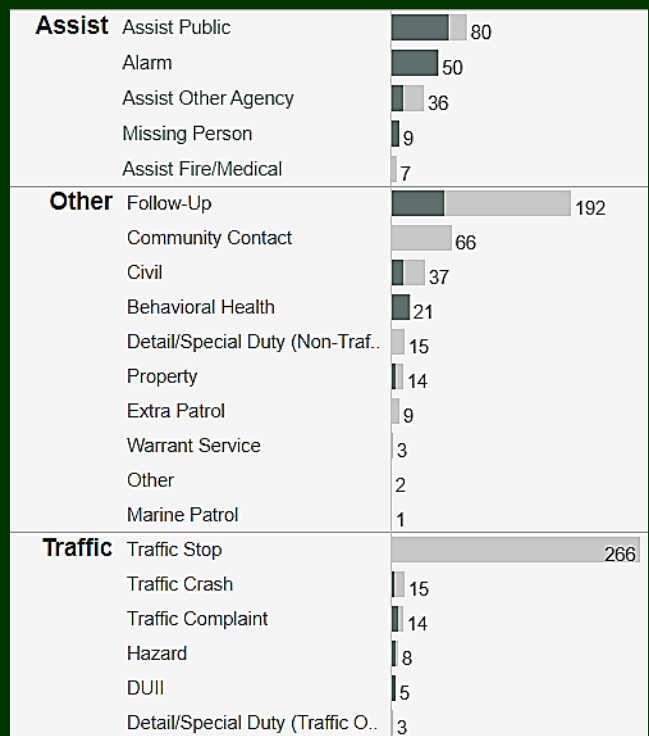 Assist Assist Public 80
Alarm 50
Assist Other Agency 36
Missing Person 9
Assist Fire/Medical 7
Other Follow-Up 192
Community Contact 66
Civil 37
Behavioral Health 21
Detail/Special Duty (Non-Traf.. 15
Property 14
Extra Patrol 9
Warrant Service 3
Other 2
Marine Patrol 1
Traffic Traffic Stop 266
Traffic Crash 15
Traffic Complaint 14
Hazard 8
DUII 5
Detail/Special Duty (Traffic O.. 3